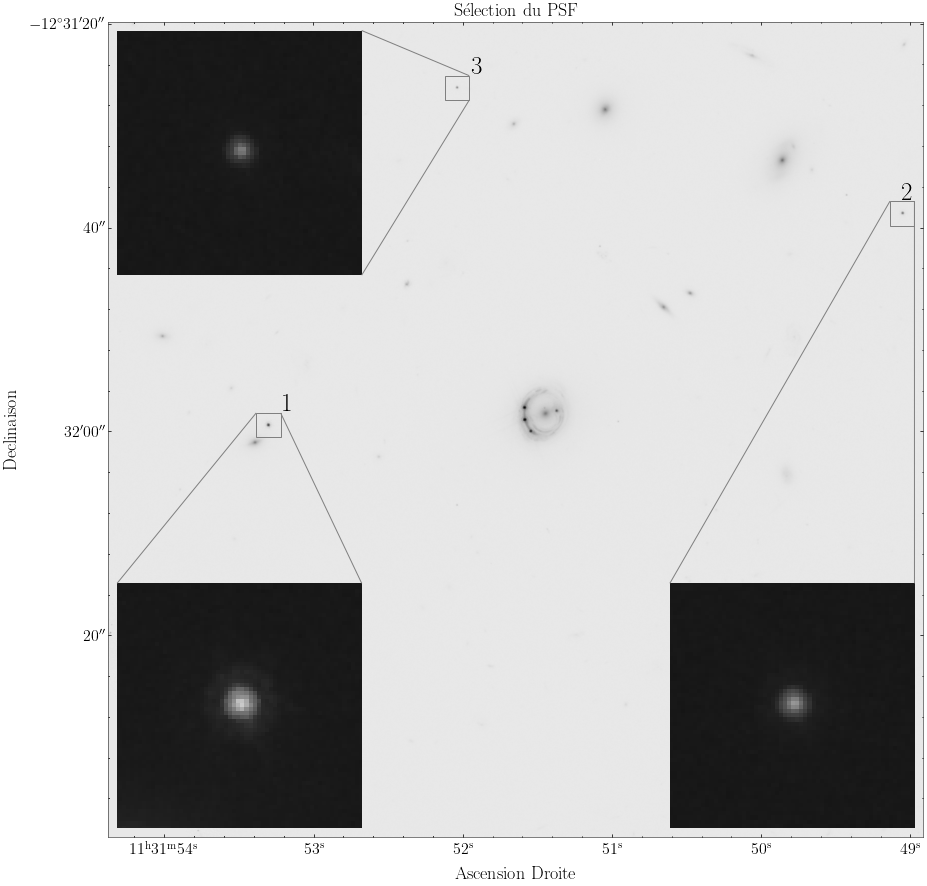 Sélection du PSF
−12°31′20″
3
2
40″
Declinaison
1
32′00″
20″
11ʰ31ᵐ54ˢ
53ˢ
52ˢ
51ˢ
50ˢ
49ˢ
Ascension Droite